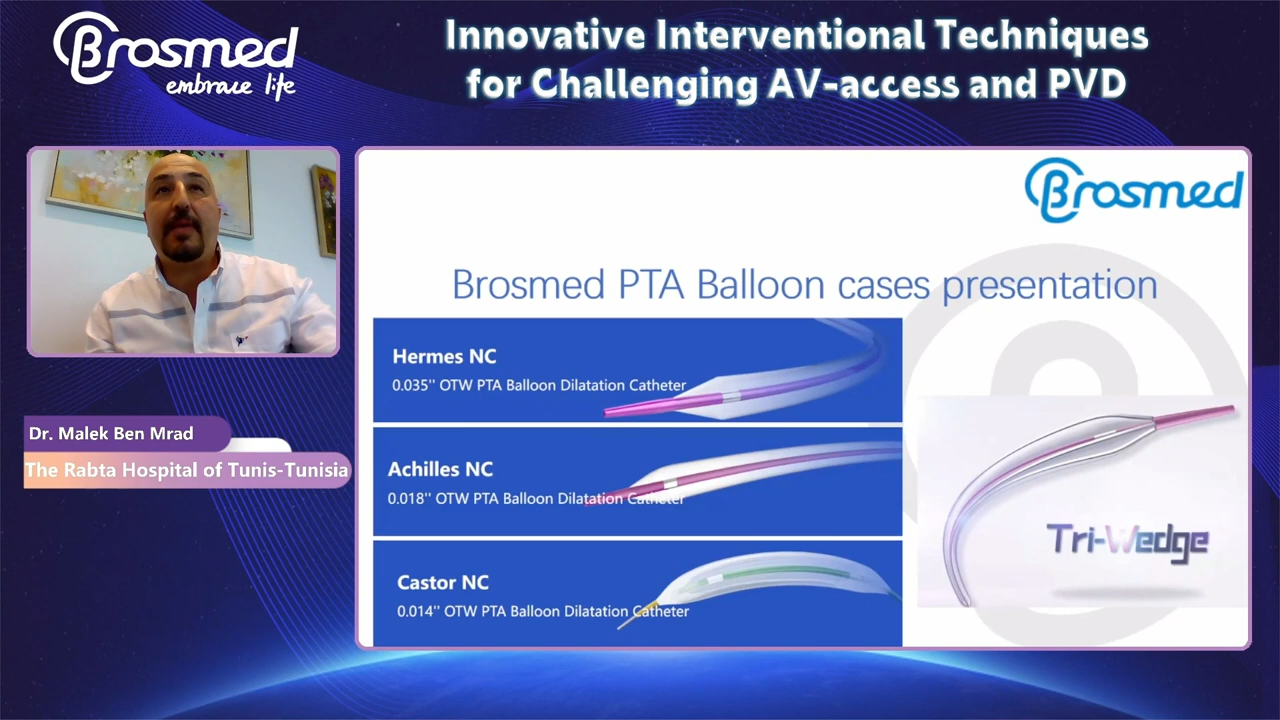 Brosmed
embrace life
Innovative Interventional Techniques
for Challenging AV-access and PVD
Dr. Malek Ben Mrad
The Rabta Hospital of Tunis-Tunisia
Brosmed
Brosmed PTA Balloon cases presentation
Hermes NC
0.035'' OTW PTA Balloon Dilatation Catheter
Achilles NC
0.018'' OTW PTA Balloon Dilatation Catheter
Castor NC
0.014'' OTW PTA Balloon Dilatation Catheter
Tri-Wedge